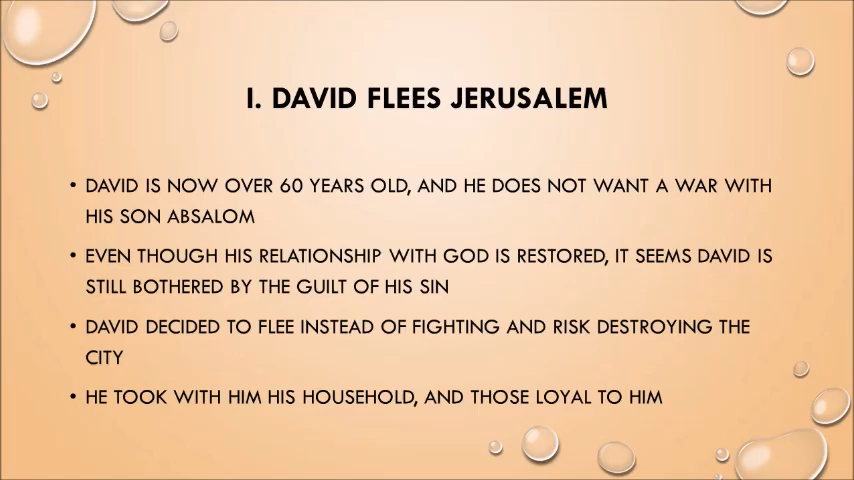 I. DAVID FLEES JERUSALEM
• DAVID IS NOW OVER 60 YEARS OLD, AND HE DOES NOT WANT A WAR WITH
HIS SON ABSALOM
• EVEN THOUGH HIS RELATIONSHIP WITH GOD IS RESTORED, IT SEEMS DAVID IS
STILL BOTHERED BY THE GUILT OF HIS SIN
• DAVID DECIDED TO FLEE INSTEAD OF FIGHTING AND RISK DESTROYING THE
CITY
• HE TOOK WITH HIM HIS HOUSEHOLD, AND THOSE LOYAL TO HIM